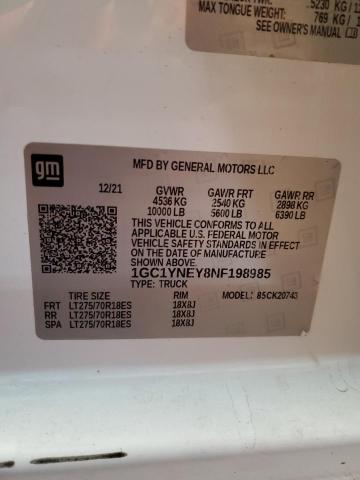 5230 KG
MAX TONGUE WEIGHT: 769 KG
SEE OWNER'S MANUAL
gm
MFD BY GENERAL MOTORS LLC
12/21 GVWR GAWR FRT GAWR RR
4536 KG 2540 KG 2898 KG
10000 LB 5600 LB 6390 LB
THIS VEHICLE CONFORMS TO ALL
APPLICABLE U.S. FEDERAL MOTOR
VEHICLE SAFETY STANDARDS IN EFFECT
ON THE DATE OF MANUFACTURE
SHOWN ABOVE.
1GC1YNEY8NF198985
TYPE: TRUCK
TIRE SIZE RIM MODEL: 85CK20743
FRT LT275/70R18ES 18X8J
RR LT275/70R18ES 18X8J
SPA LT275/70R18ES 18X8J